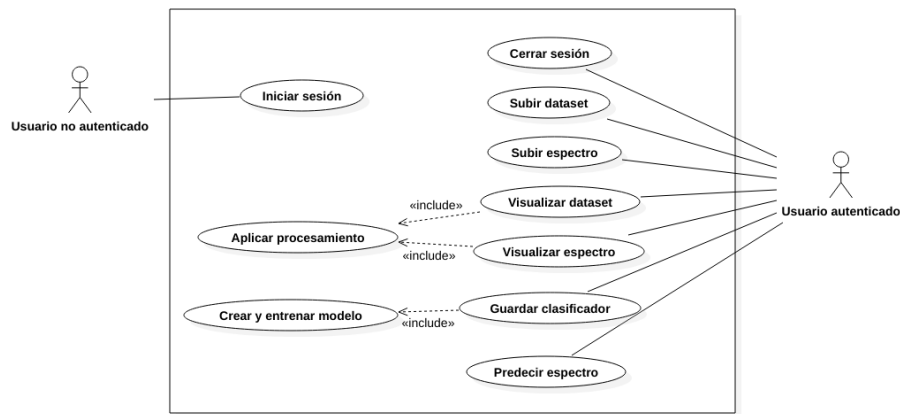 Cerrar sesión
Iniciar sesión
Subir dataset
Usuario no autenticado
Subir espectro
Visualizar dataset
«include»
Usuario autenticado
Aplicar procesamiento
Visualizar espectro
«include»
Guardar clasificador
Crear y entrenar modelo
«include»
Predecir espectro